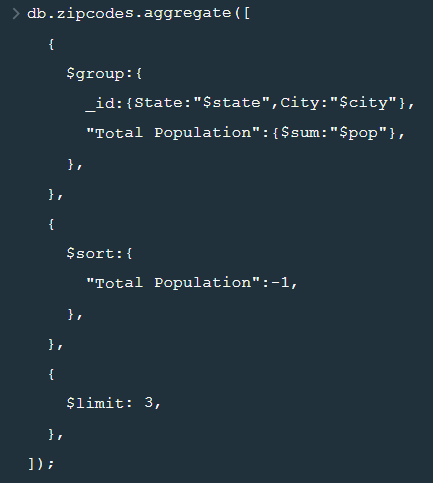 > db.zipcodes.aggregate([
{
$group:{
_id:{State:"$state",City:"$city"},
"Total Population":{$sum:"$pop"},
},
},
{
$sort:{
"Total Population":-1,
},
},
{
$limit: 3,
},
]);